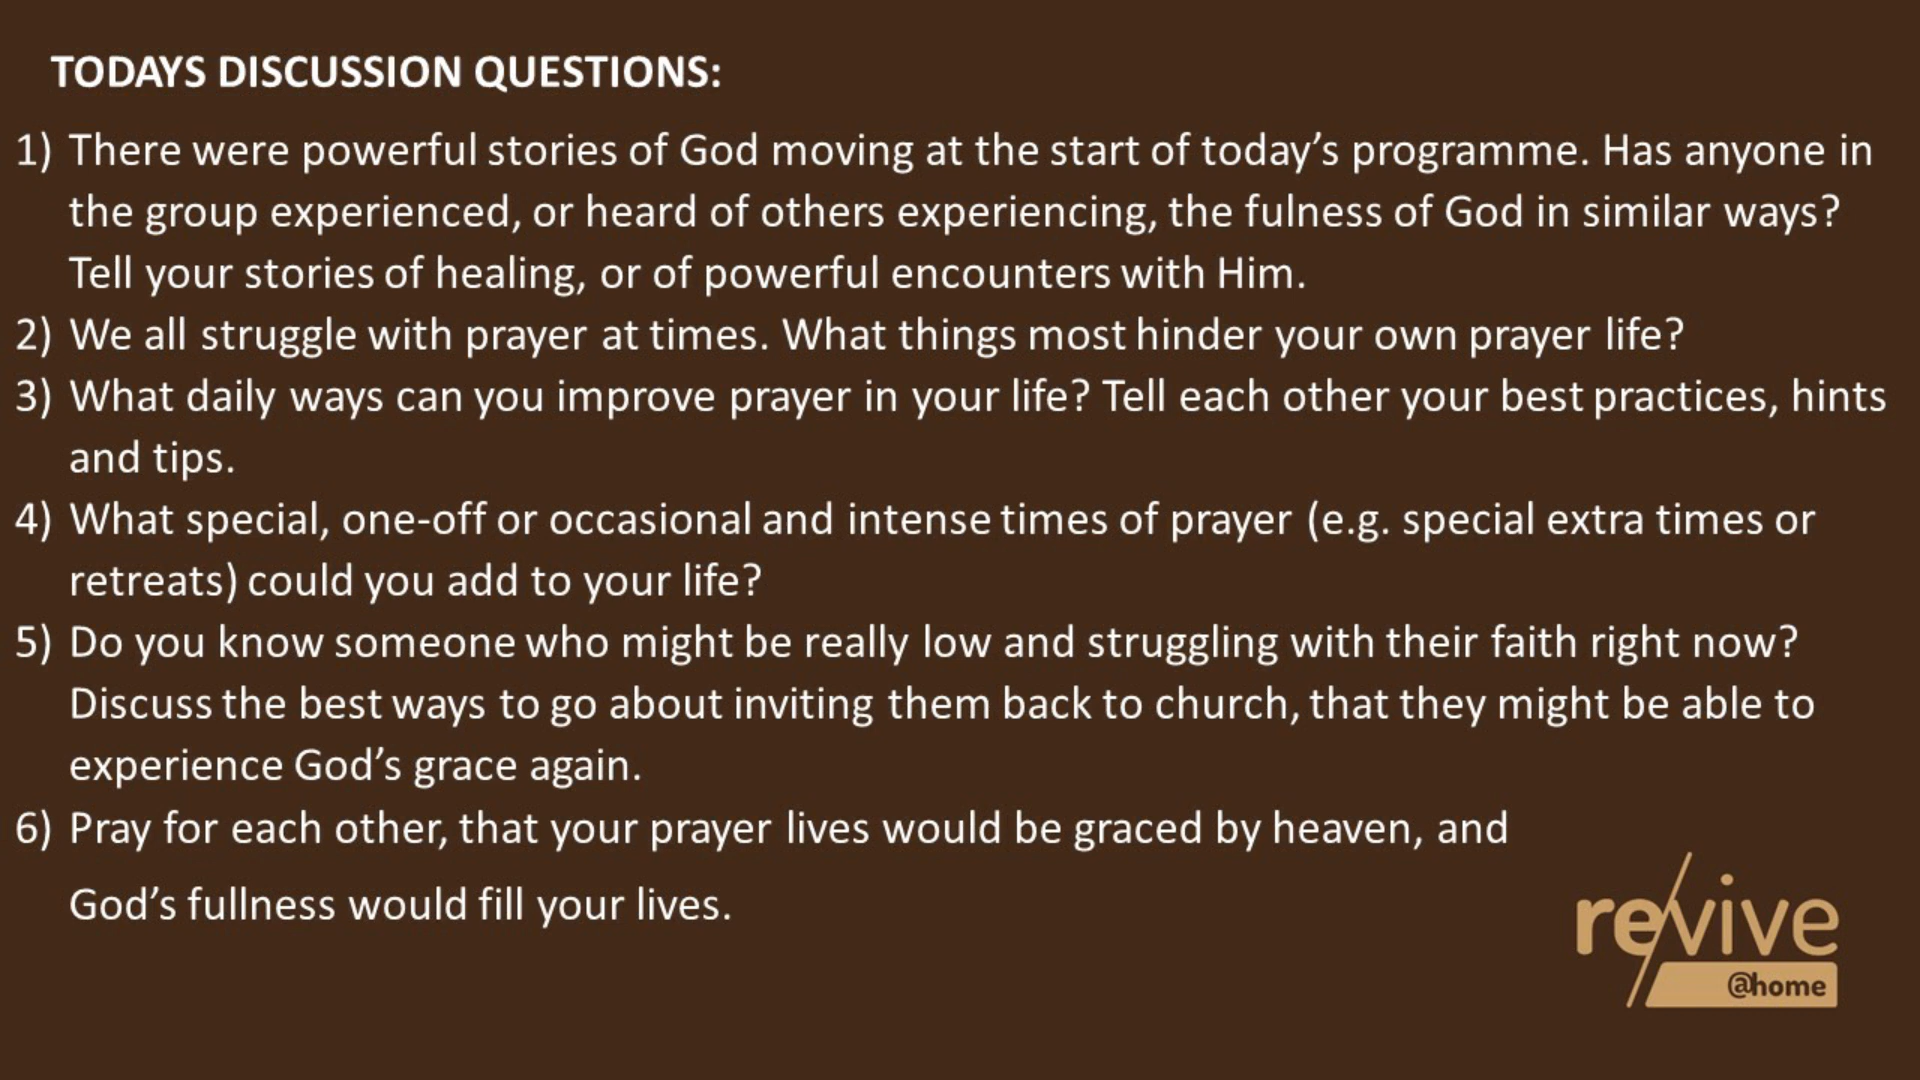 TODAYS DISCUSSION QUESTIONS:
1) There were powerful stories of God moving at the start of today’s programme. Has anyone in
the group experienced, or heard of others experiencing, the fulness of God in similar ways?
Tell your stories of healing, or of powerful encounters with Him.
2) We all struggle with prayer at times. What things most hinder your own prayer life?
3) What daily ways can you improve prayer in your life? Tell each other your best practices, hints
and tips.
4) What special, one-off or occasional and intense times of prayer (e.g. special extra times or
retreats) could you add to your life?
5) Do you know someone who might be really low and struggling with their faith right now?
Discuss the best ways to go about inviting them back to church, that they might be able to
experience God’s grace again.
6) Pray for each other, that your prayer lives would be graced by heaven, and
God’s fullness would fill your lives.
re/vive
@home